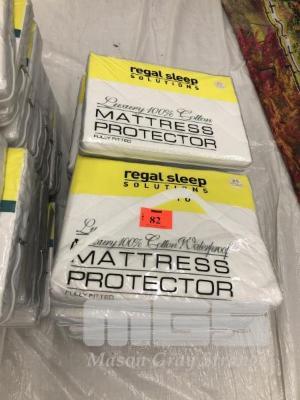 regal sleep
SOLUTIONS
Luxury 100% Cotton
MATTRESS
PROTECTOR
FULLY FITTED
regal sleep
SOLUTIONS
82
Luxury 100% Cotton Waterproof
MATTRESS
PROTECTOR
FULLY FITTED
MGS
Mason Gray Strange